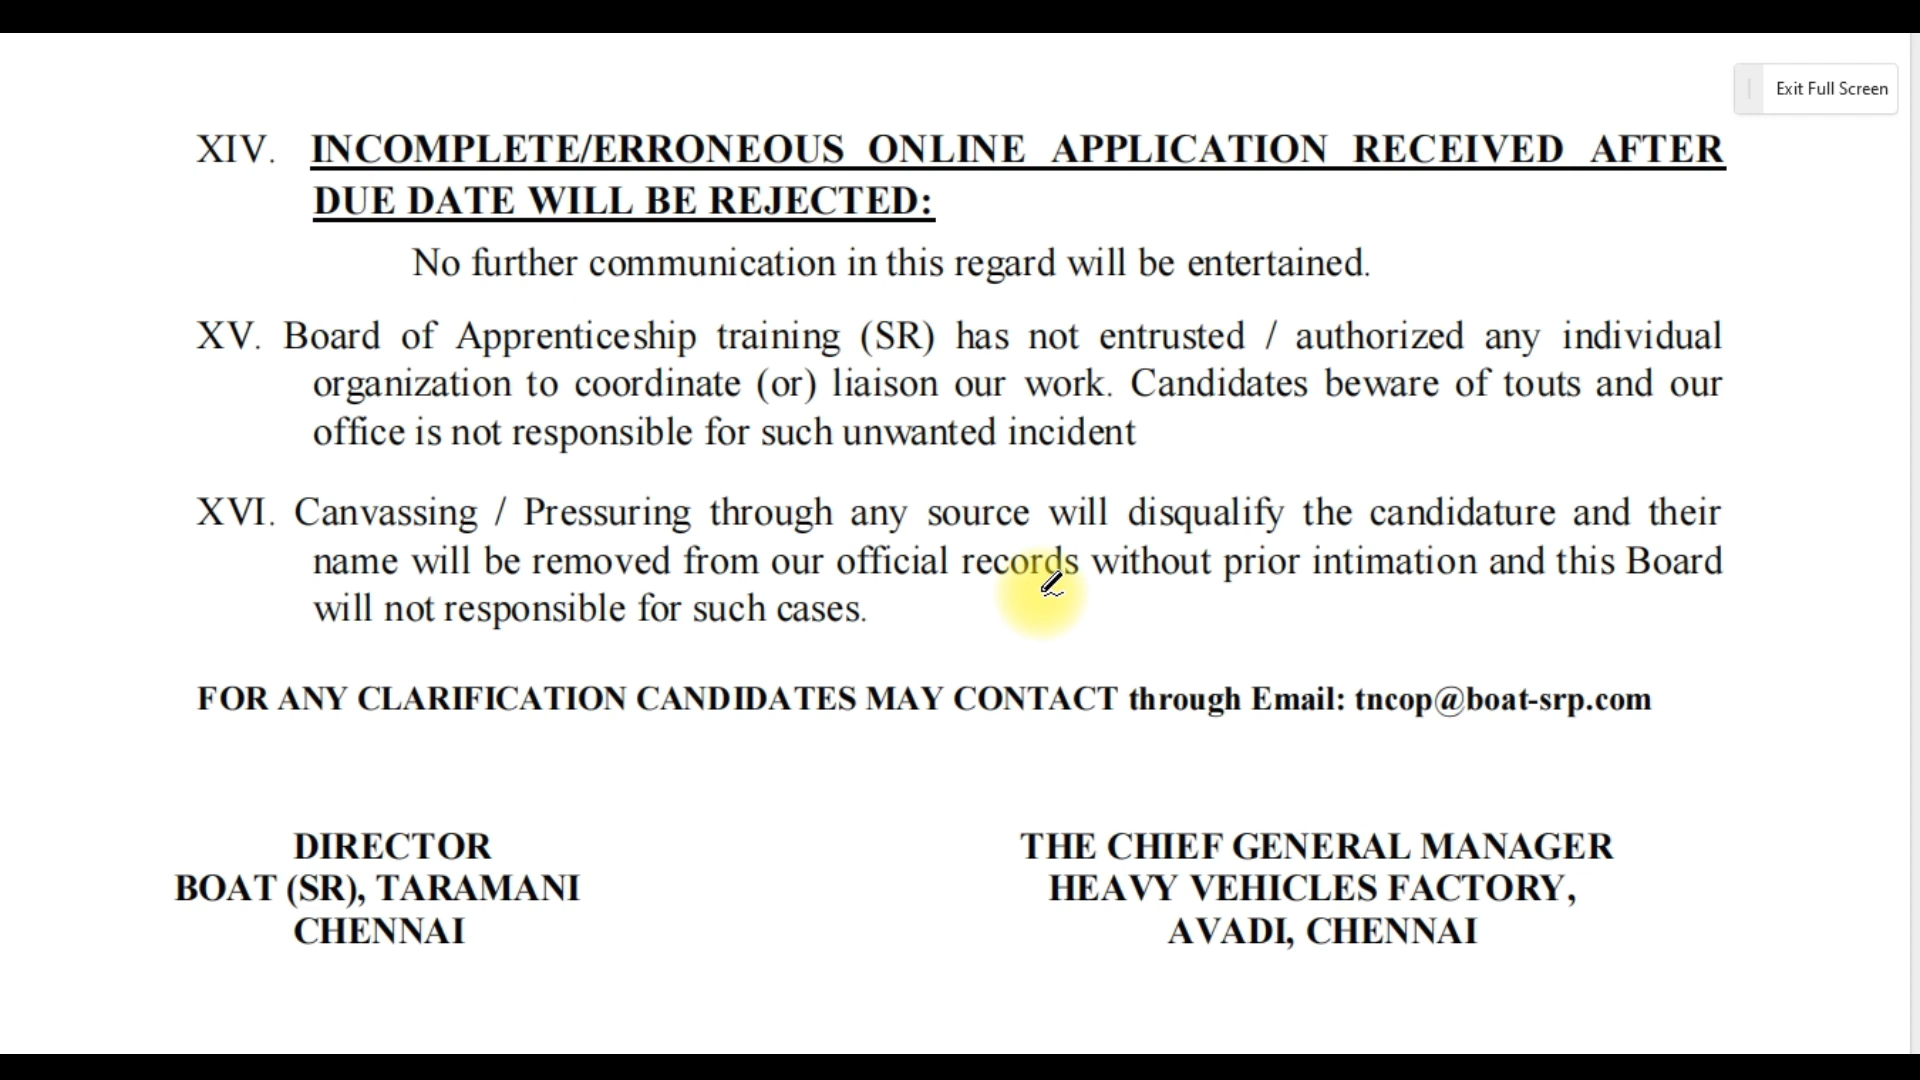 Exit Full Screen
XIV. INCOMPLETE/ERRONEOUS ONLINE APPLICATION RECEIVED AFTER
DUE DATE WILL BE REJECTED:
No further communication in this regard will be entertained.
XV. Board of Apprenticeship training (SR) has not entrusted / authorized any individual
organization to coordinate (or) liaison our work. Candidates beware of touts and our
office is not responsible for such unwanted incident
XVI. Canvassing / Pressuring through any source will disqualify the candidature and their
name will be removed from our official records without prior intimation and this Board
will not responsible for such cases.
FOR ANY CLARIFICATION CANDIDATES MAY CONTACT through Email: tncop@boat-srp.com
DIRECTOR
BOAT (SR), TARAMANI
CHENNAI
THE CHIEF GENERAL MANAGER
HEAVY VEHICLES FACTORY,
AVADI, CHENNAI